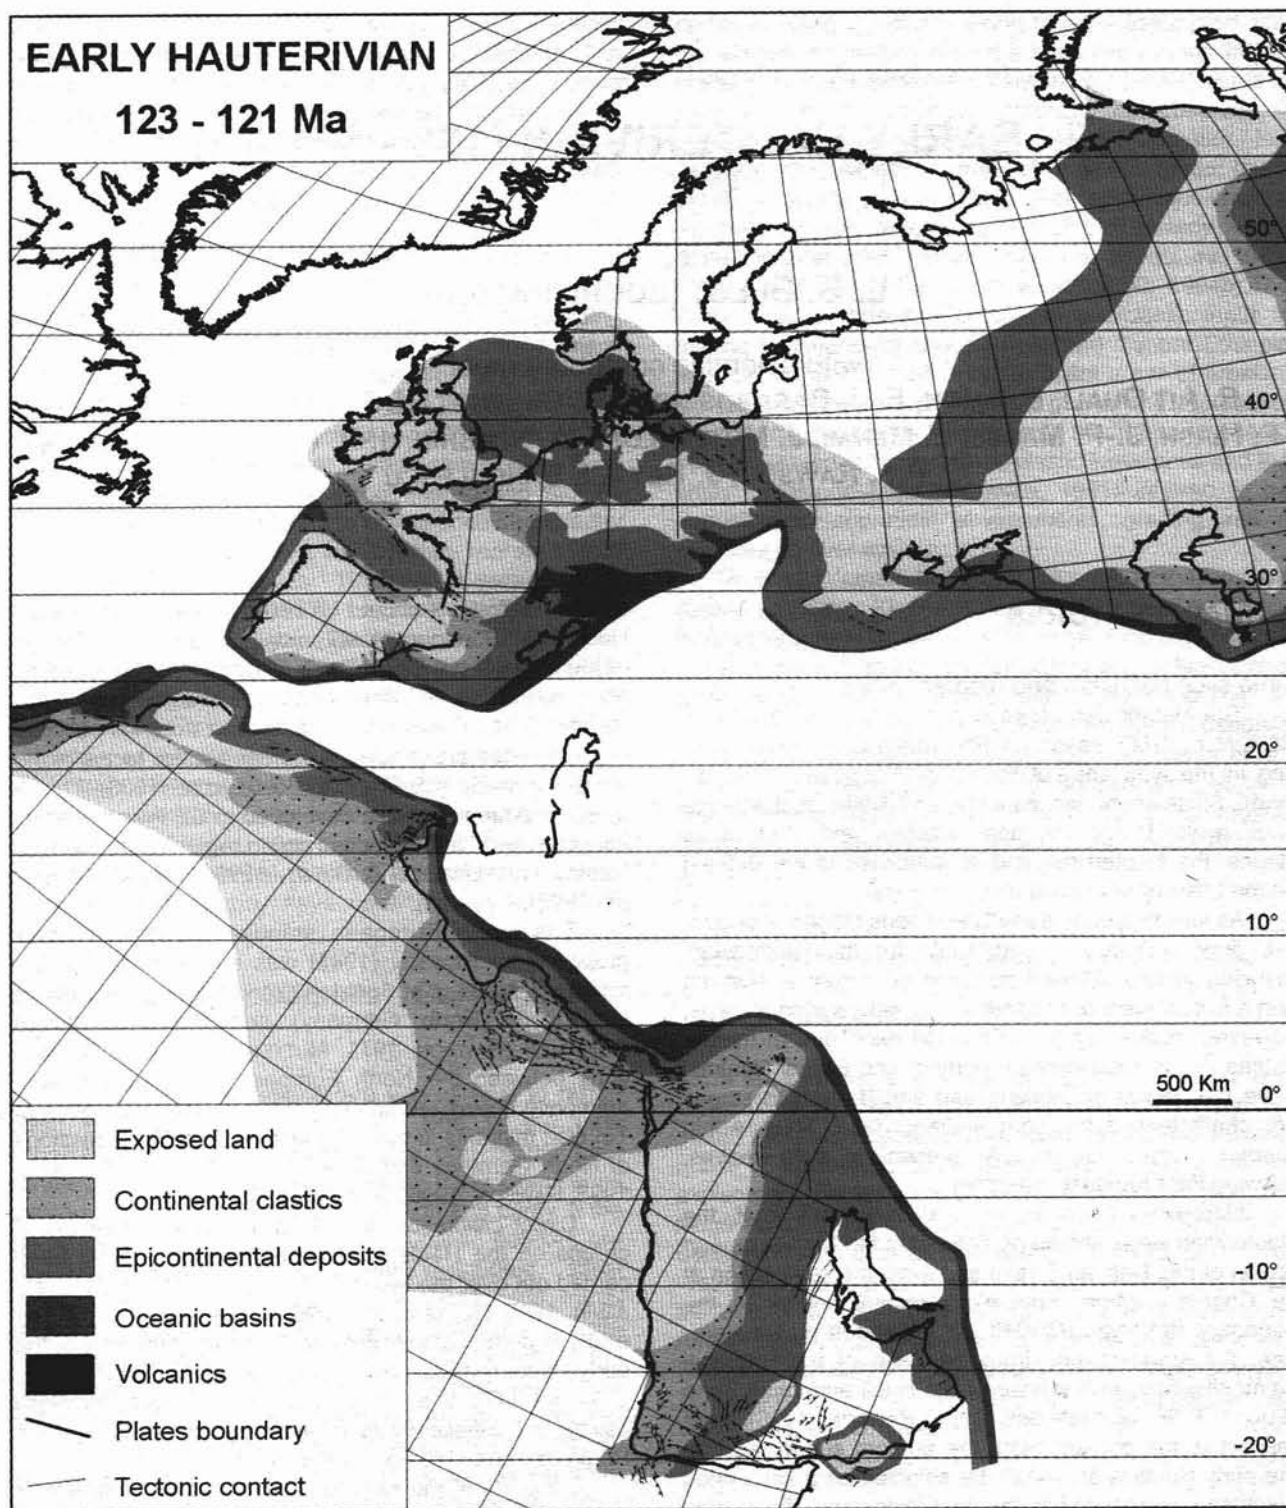 EARLY HAUTERIVIAN
123 - 121 Ma
60°
50°
40°
30°
20°
10°
500 Km
0°
-10°
-20°
Exposed land
Continental clastics
Epicontinental deposits
Oceanic basins
Volcanics
Plates boundary
Tectonic contact